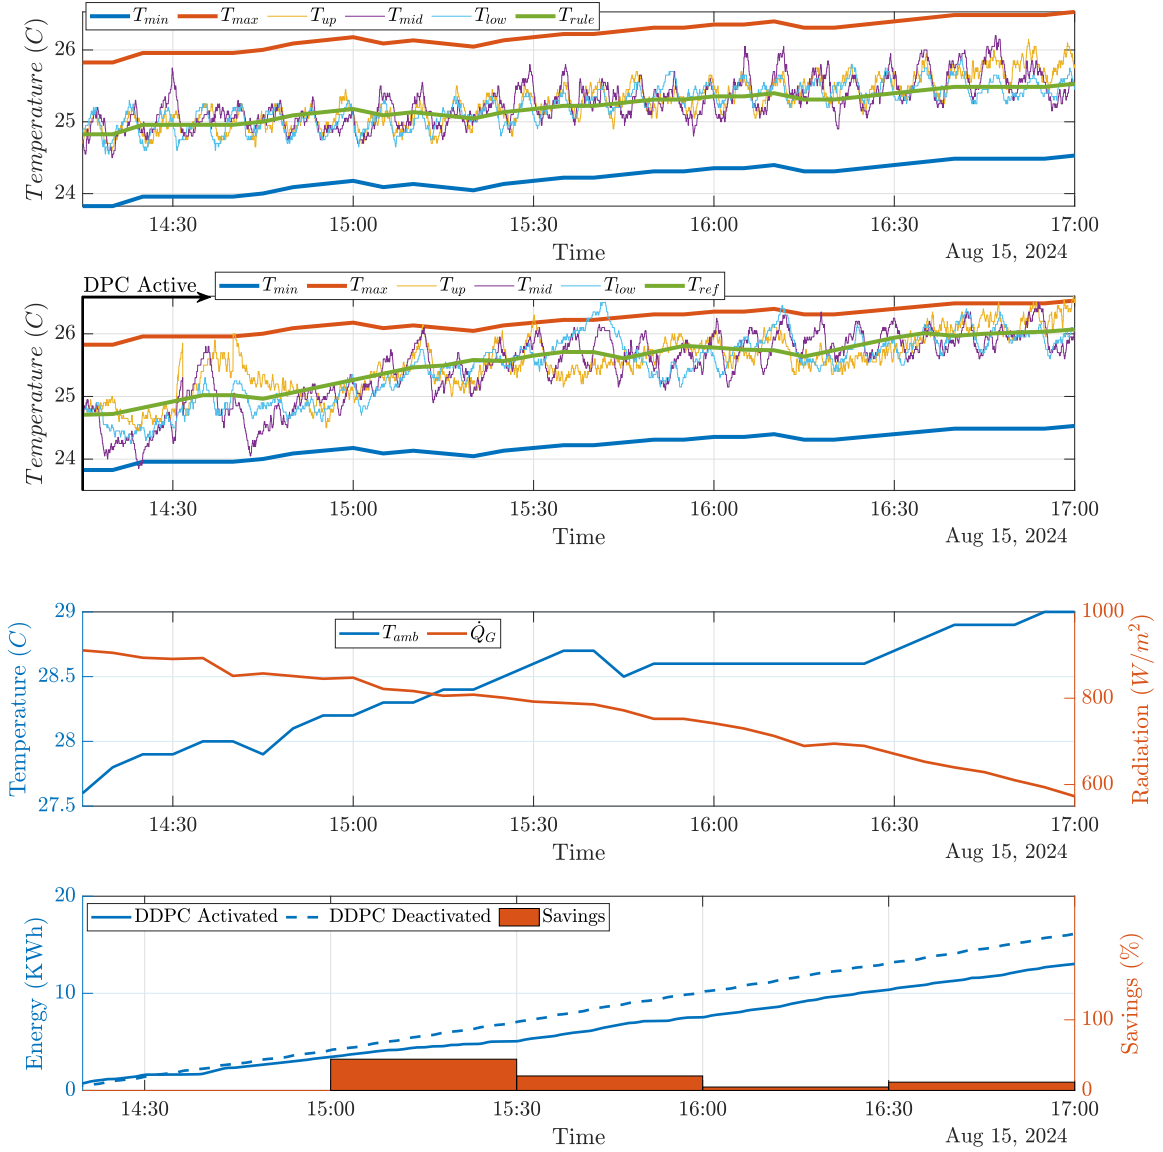 T_min T_max T_up T_mid T_low T_rule
Temperature (C)
26
25
24
14:30 15:00 15:30 16:00 16:30 17:00
Time
Aug 15, 2024
DPC Active
T_min T_max T_up T_mid T_low T_ref
Temperature (C)
26
25
24
14:30 15:00 15:30 16:00 16:30 17:00
Time
Aug 15, 2024
T_amb Q̇_G
Temperature (C)
29
28.5
28
27.5
Radiation (W/m²)
1000
800
600
14:30 15:00 15:30 16:00 16:30 17:00
Time
Aug 15, 2024
DDPC Activated DDPC Deactivated Savings
Energy (KWh)
20
10
0
Savings (%)
100
0
14:30 15:00 15:30 16:00 16:30 17:00
Time
Aug 15, 2024